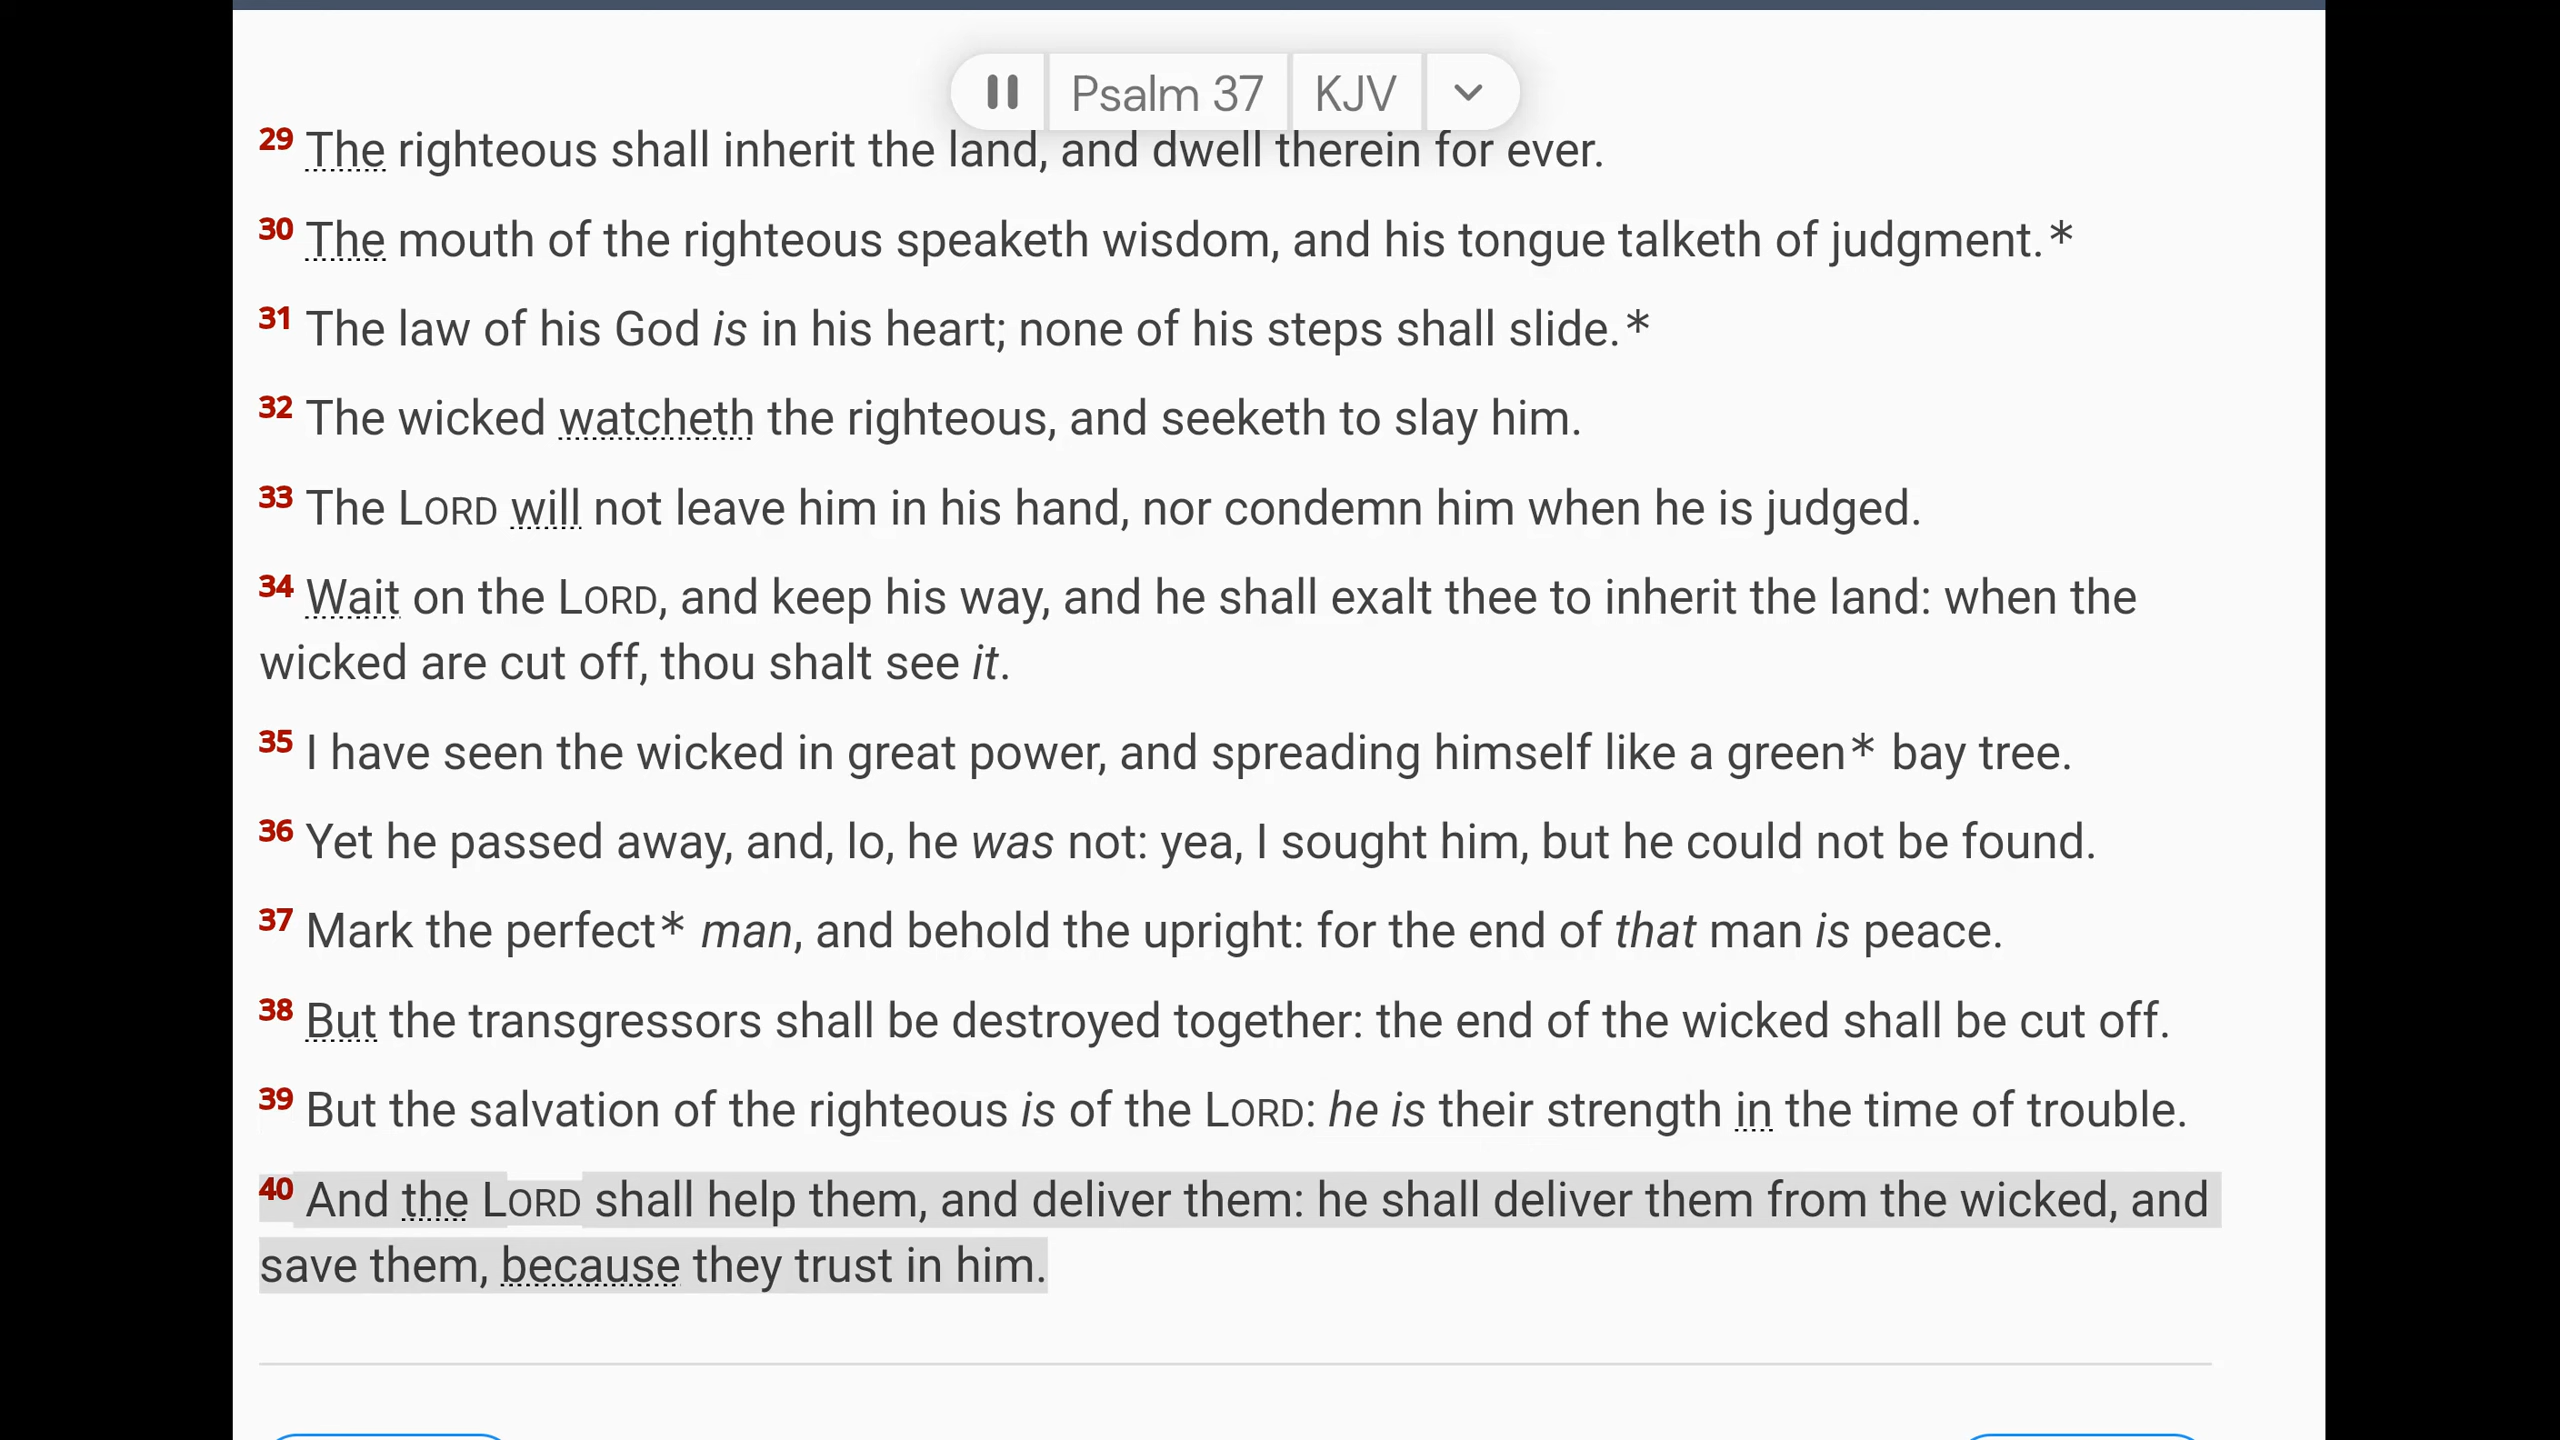 Psalm 37 KJV
29 The righteous shall inherit the land, and dwell therein for ever.
30 The mouth of the righteous speaketh wisdom, and his tongue talketh of judgment.*
31 The law of his God is in his heart; none of his steps shall slide.*
32 The wicked watcheth the righteous, and seeketh to slay him.
33 The LORD will not leave him in his hand, nor condemn him when he is judged.
34 Wait on the LORD, and keep his way, and he shall exalt thee to inherit the land: when the
wicked are cut off, thou shalt see it.
35 I have seen the wicked in great power, and spreading himself like a green* bay tree.
36 Yet he passed away, and, lo, he was not: yea, I sought him, but he could not be found.
37 Mark the perfect* man, and behold the upright: for the end of that man is peace.
38 But the transgressors shall be destroyed together: the end of the wicked shall be cut off.
39 But the salvation of the righteous is of the LORD: he is their strength in the time of trouble.
40 And the LORD shall help them, and deliver them: he shall deliver them from the wicked, and
save them, because they trust in him.